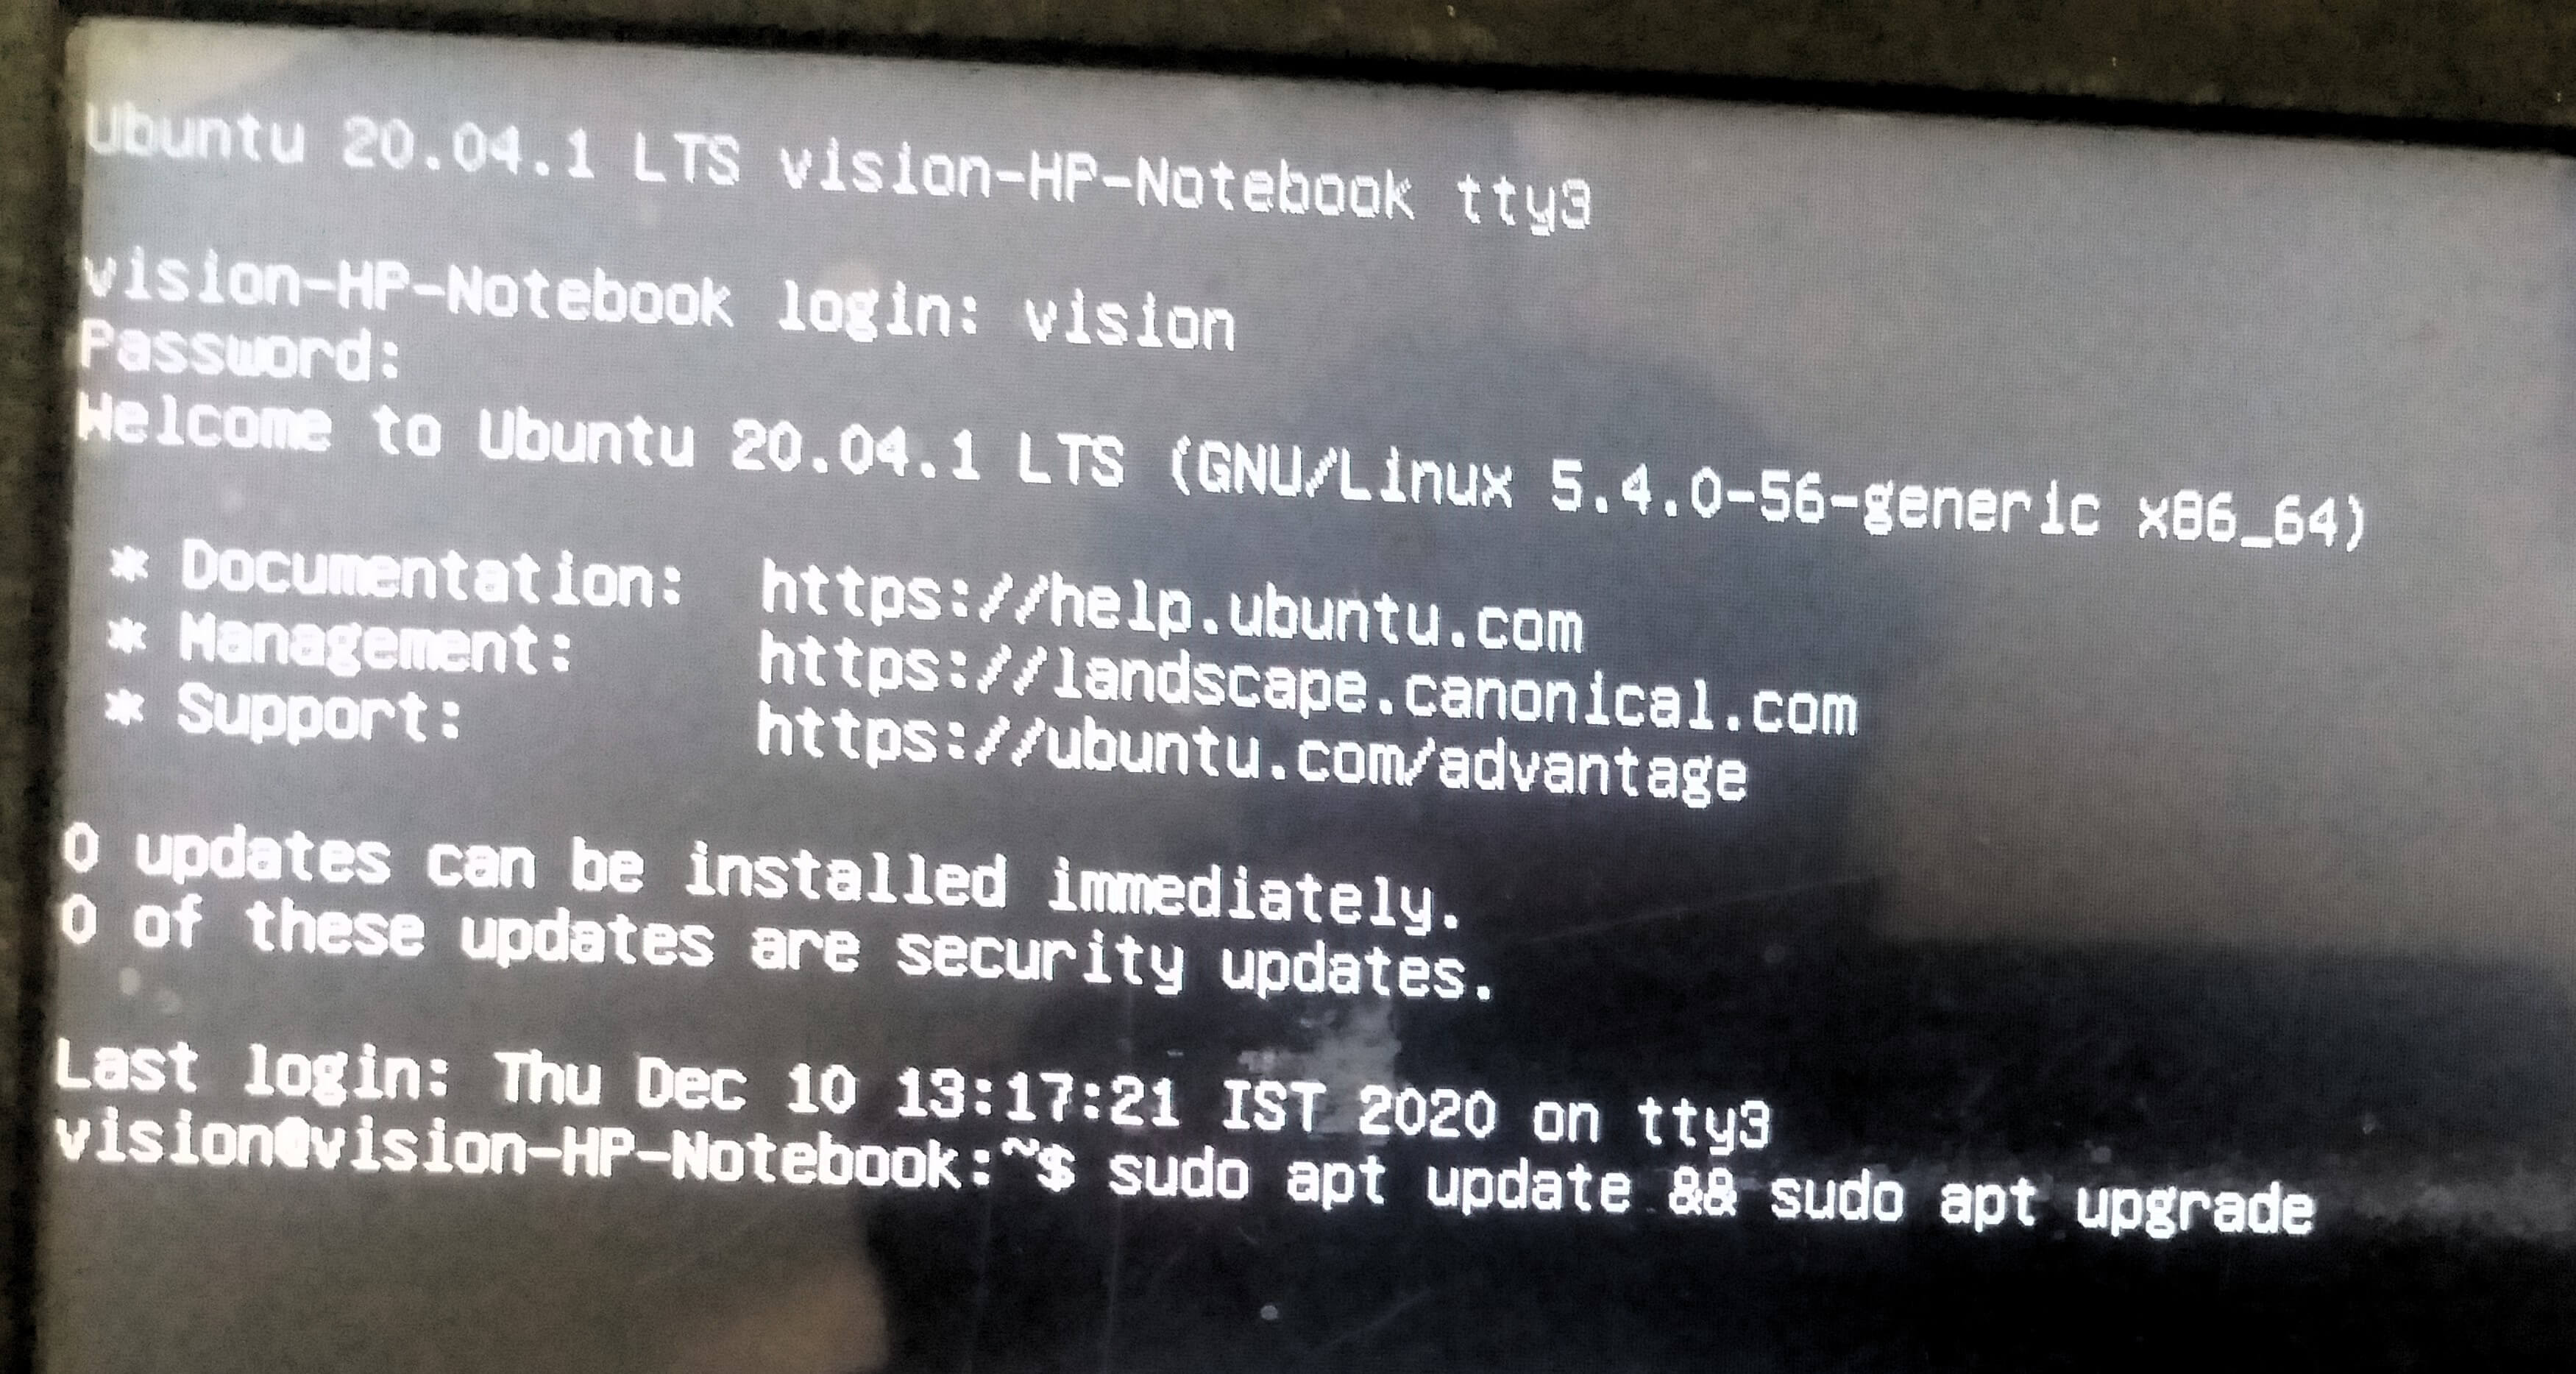 Ubuntu 20.04.1 LTS vision-HP-Notebook tty3
vision-HP-Notebook login: vision
Password:
Welcome to Ubuntu 20.04.1 LTS (GNU/Linux 5.4.0-56-generic x86_64)
* Documentation: https://help.ubuntu.com
* Management: https://landscape.canonical.com
* Support: https://ubuntu.com/advantage
0 updates can be installed immediately.
0 of these updates are security updates.
Last login: Thu Dec 10 13:17:21 IST 2020 on tty3
vision@vision-HP-Notebook:~$ sudo apt update && sudo apt upgrade